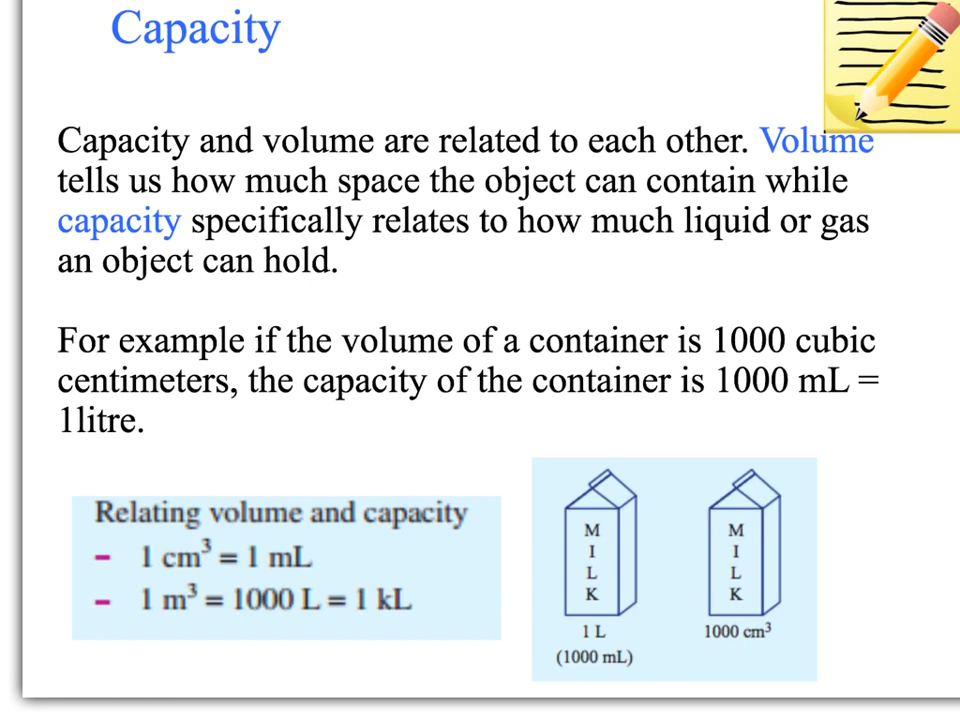 Capacity
Capacity and volume are related to each other. Volume
tells us how much space the object can contain while
capacity specifically relates to how much liquid or gas
an object can hold.
For example if the volume of a container is 1000 cubic
centimeters, the capacity of the container is 1000 mL =
1litre.
Relating volume and capacity
- 1 cm³ = 1 mL
- 1 m³ = 1000 L = 1 kL
M
I
L
K
1 L
(1000 mL)
M
I
L
K
1000 cm³